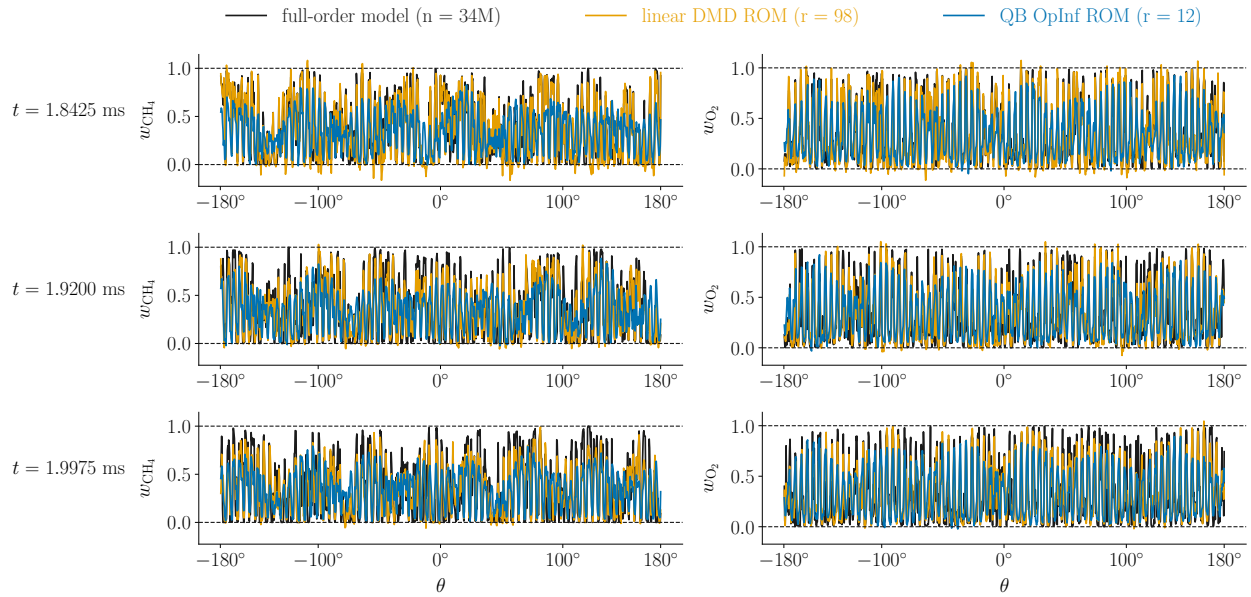 full-order model (n = 34M) linear DMD ROM (r = 98) QB OpInf ROM (r = 12)
t = 1.8425 ms
w_CH₄
1.0
0.5
0.0
−180° −100° 0° 100° 180°
w_O₂
1.0
0.5
0.0
−180° −100° 0° 100° 180°
t = 1.9200 ms
w_CH₄
1.0
0.5
0.0
−180° −100° 0° 100° 180°
w_O₂
1.0
0.5
0.0
−180° −100° 0° 100° 180°
t = 1.9975 ms
w_CH₄
1.0
0.5
0.0
−180° −100° 0° 100° 180°
θ
w_O₂
1.0
0.5
0.0
−180° −100° 0° 100° 180°
θ